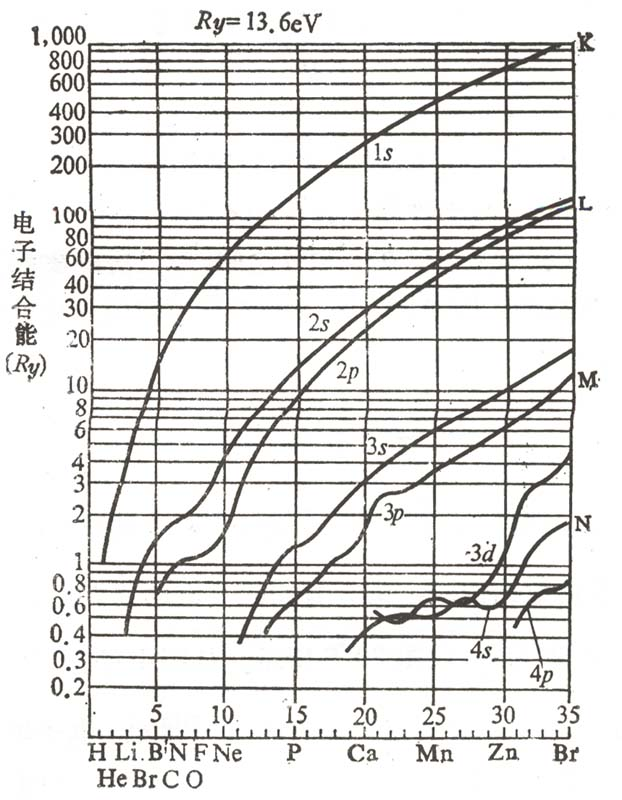 Ry=13.6eV
1,000
800
600
400
300
200
100
80
60
40
30
20
10
8
6
4
3
2
1
0.8
0.6
0.4
0.3
0.2
电子结合能
(Ry)
K
1s
L
2s
2p
M
3s
3p
N
3d
4s
4p
5 10 15 20 25 30 35
H Li B N F Ne P Ca Mn Zn Br
He Br C O